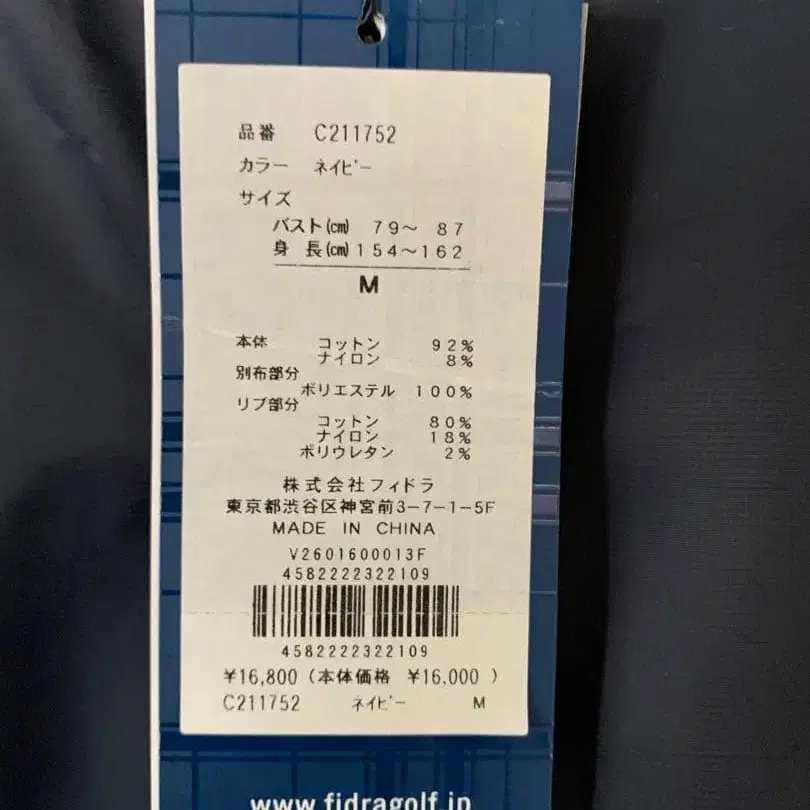 品番 C211752
カラー ネイビー
サイズ
バスト(cm) 79〜 87
身 長(cm) 154〜162
M
本体 コットン 92%
ナイロン 8%
別布部分
ポリエステル 100%
リブ部分
コットン 80%
ナイロン 18%
ポリウレタン 2%
株式会社フィドラ
東京都渋谷区神宮前3-7-1-5F
MADE IN CHINA
V2601600013F
4582222322109
4582222322109
¥16,800 (本体価格 ¥16,000 )
C211752 ネイビー M
www.fidragolf.jp